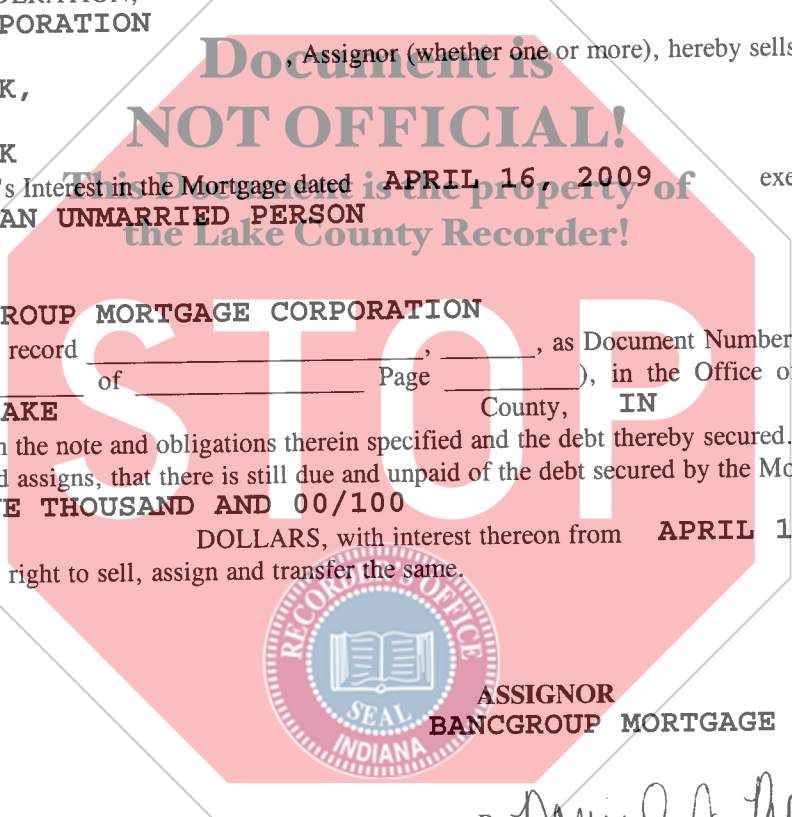 PORATION
Document is
, Assignor (whether one or more), hereby sells
K,
NOT OFFICIAL!
K
's Interest in the Mortgage dated APRIL 16, 2009 exe
This Document is the property of
AN UNMARRIED PERSON
the Lake County Recorder!
ROUP MORTGAGE CORPORATION
record ____________, ______, as Document Number
______ of ____________ Page ________), in the Office o
AKE County, IN
n the note and obligations therein specified and the debt thereby secured.
d assigns, that there is still due and unpaid of the debt secured by the Mo
E THOUSAND AND 00/100
DOLLARS, with interest thereon from APRIL 1
right to sell, assign and transfer the same.
STOP
RECORDER'S OFFICE
SEAL
INDIANA
ASSIGNOR
BANCGROUP MORTGAGE